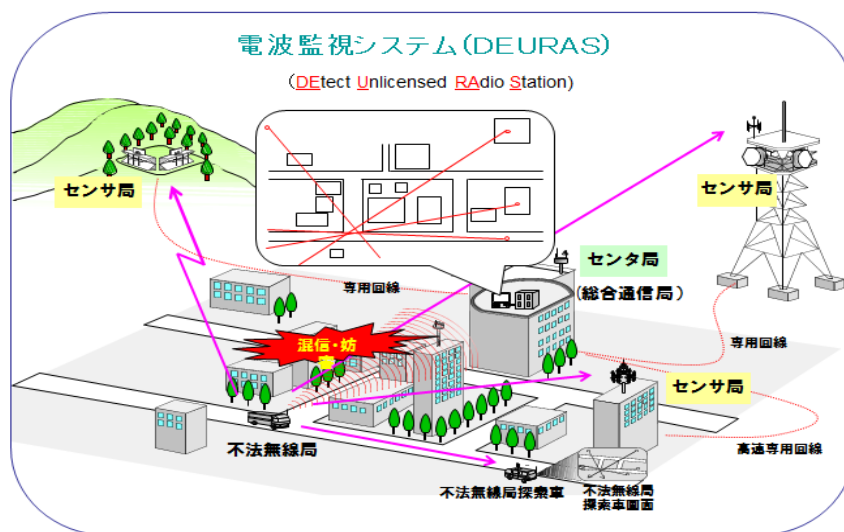 電波監視システム(DEURAS)
(DEtect Unlicensed RAdio Station)
センサ局
センサ局
センタ局
(総合通信局)
専用回線
混信・妨
害
専用回線
センサ局
不法無線局
高速専用回線
不法無線局探索車
不法無線局
探索車画面